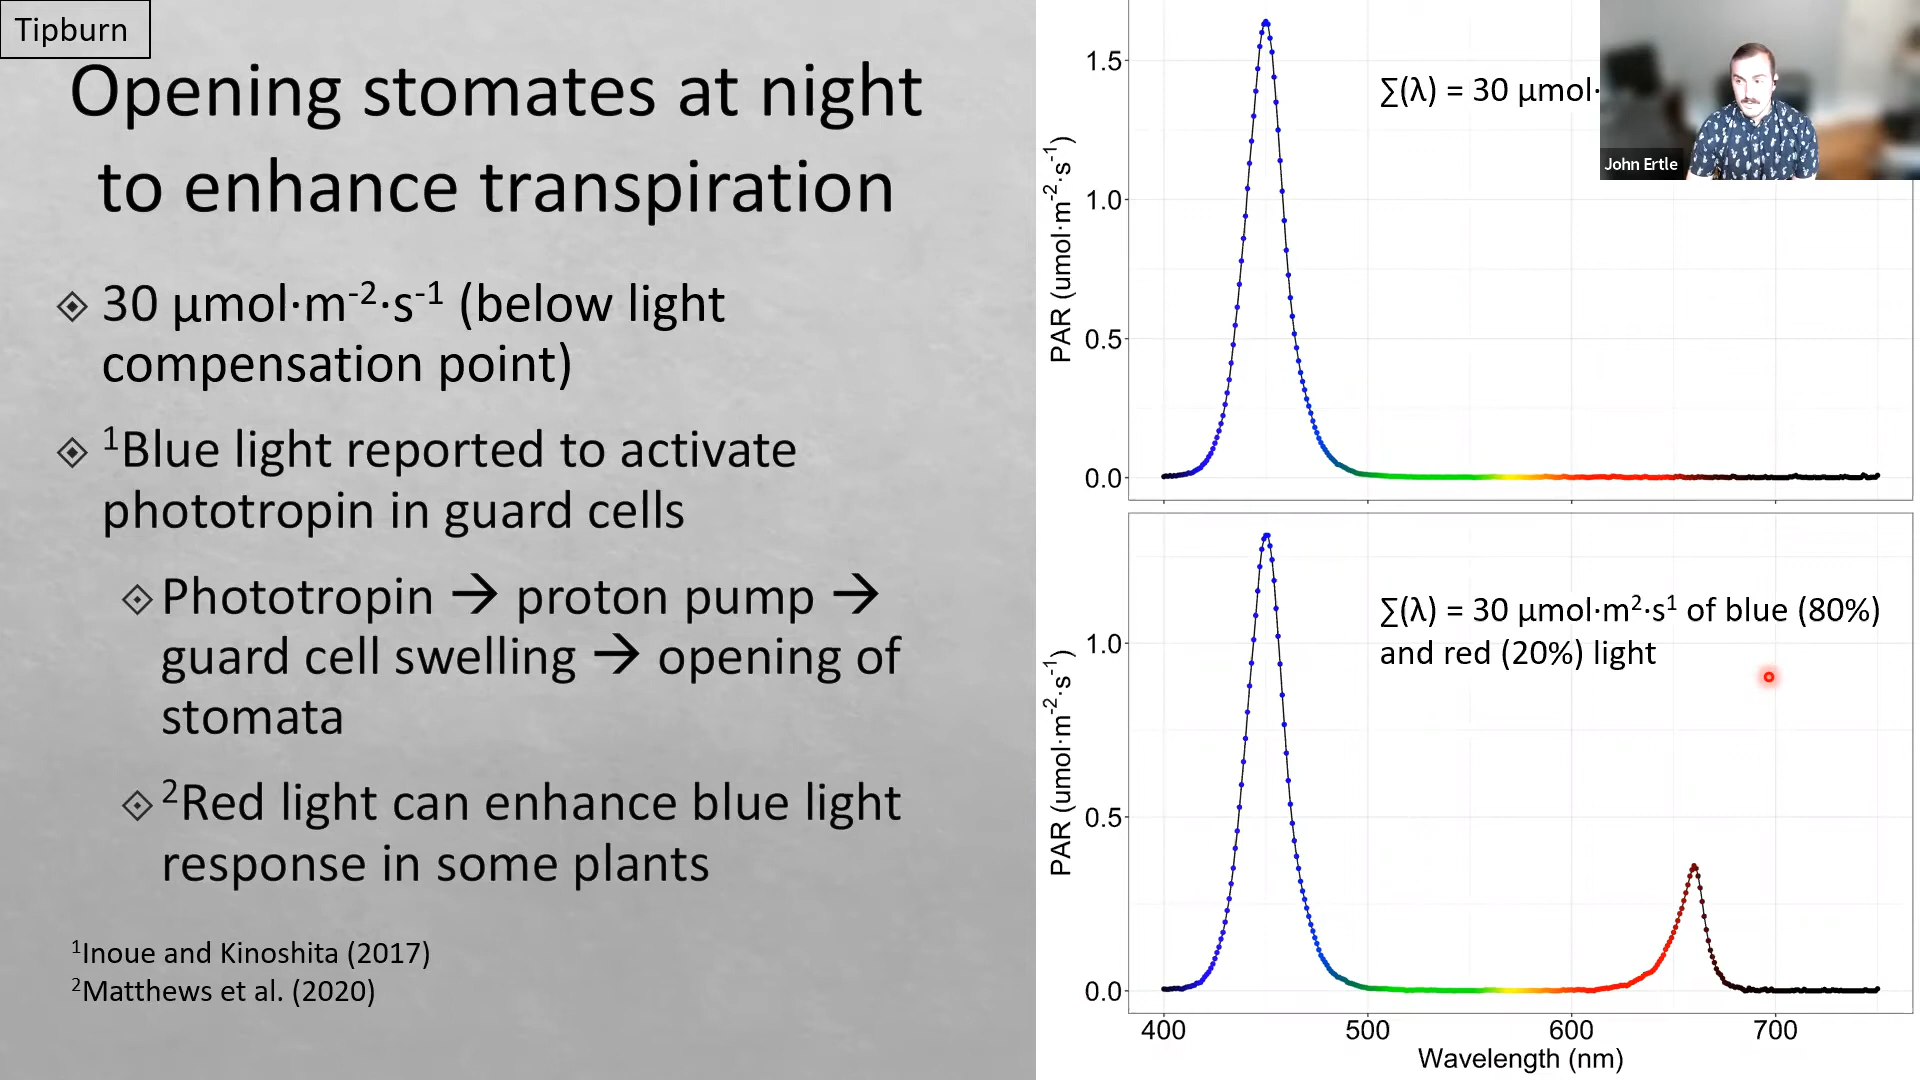 Tipburn
Opening stomates at night
to enhance transpiration
30 µmol·m-2·s-1 (below light
compensation point)
1Blue light reported to activate
phototropin in guard cells
Phototropin → proton pump →
guard cell swelling → opening of
stomata
2Red light can enhance blue light
response in some plants
1Inoue and Kinoshita (2017)
2Matthews et al. (2020)
PAR (umol·m-2·s-1)
1.5
1.0
0.5
0.0
∑(λ) = 30 µmol·
John Ertle
PAR (umol·m-2·s-1)
1.0
0.5
0.0
∑(λ) = 30 µmol·m2·s1 of blue (80%)
and red (20%) light
400 500 600 700
Wavelength (nm)